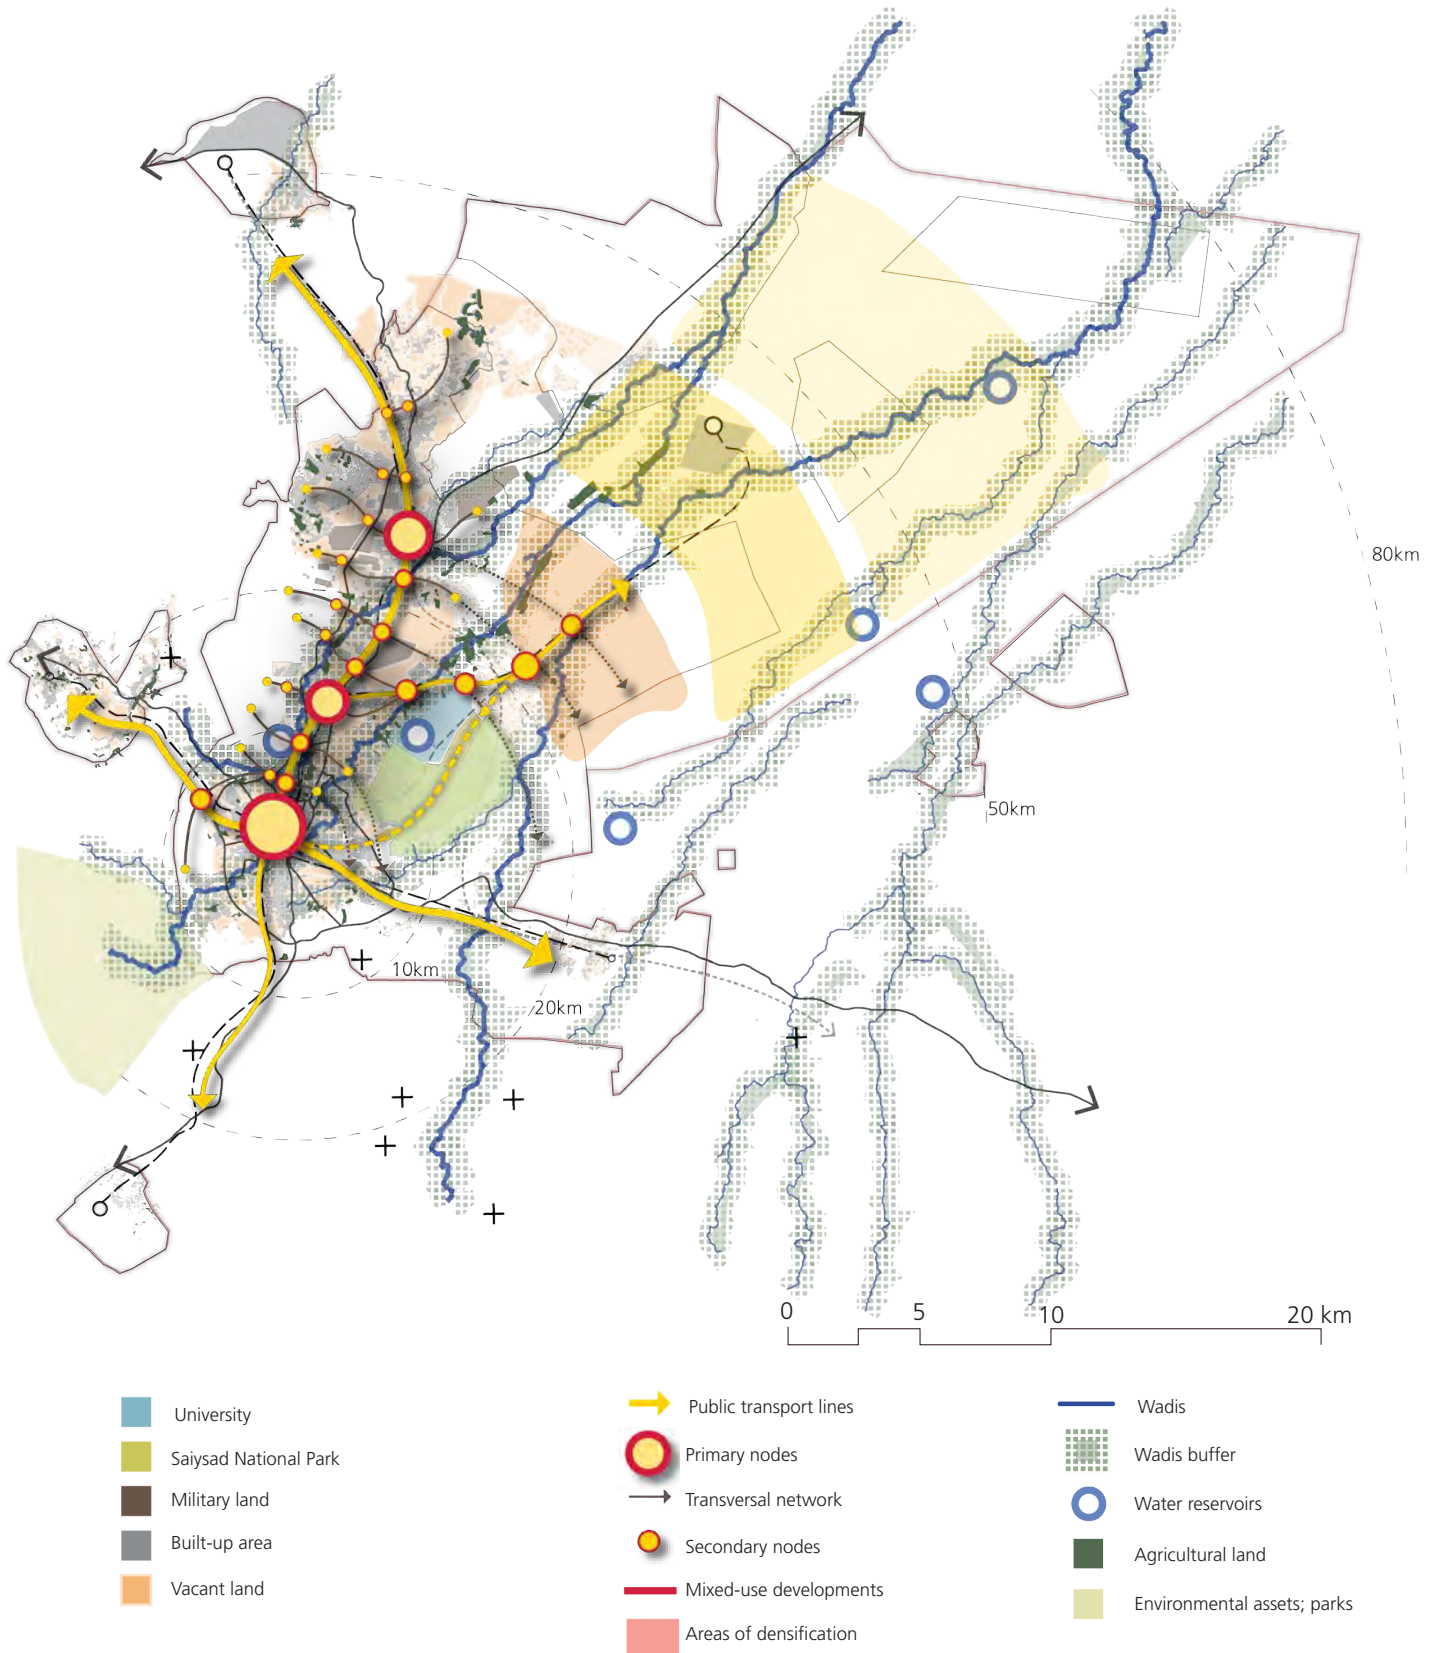 80km
50km
10km
20km
0 5 10 20 km
University
Saiysad National Park
Military land
Built-up area
Vacant land
Public transport lines
Primary nodes
Transversal network
Secondary nodes
Mixed-use developments
Areas of densification
Wadis
Wadis buffer
Water reservoirs
Agricultural land
Environmental assets; parks